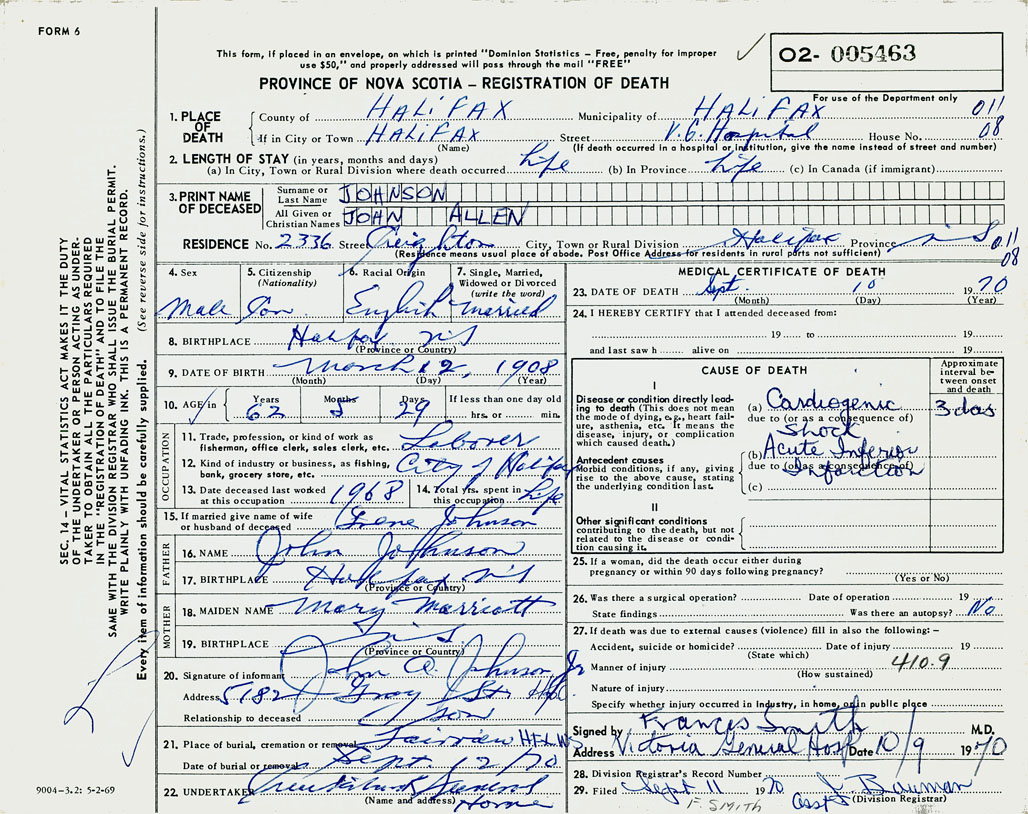 FORM 6
This form, if placed in an envelope, on which is printed "Dominion Statistics – Free, penalty for improper
use $50," and properly addressed will pass through the mail "FREE"
PROVINCE OF NOVA SCOTIA – REGISTRATION OF DEATH
02- 005463
For use of the Department only
SEC. 14 – VITAL STATISTICS ACT MAKES IT THE DUTY
OF THE UNDERTAKER OR PERSON ACTING AS UNDER-
TAKER TO OBTAIN ALL THE PARTICULARS REQUIRED
IN THE "REGISTRATION OF DEATH" AND TO FILE THE
SAME WITH THE DIVISION REGISTRAR WHO SHALL ISSUE THE BURIAL PERMIT.
WRITE PLAINLY WITH UNFADING INK. THIS IS A PERMANENT RECORD.
Every item of information should be carefully supplied. (See reverse side for instructions.)
1. PLACE OF DEATH
County of HALIFAX Municipality of HALIFAX 011
If in City or Town HALIFAX Street V.G. Hospital House No. 08
(Name) (If death occurred in a hospital or institution, give the name instead of street and number)
2. LENGTH OF STAY (in years, months and days)
(a) In City, Town or Rural Division where death occurred Life (b) In Province Life (c) In Canada (if immigrant)
3. PRINT NAME OF DECEASED
Surname or Last Name JOHNSON
All Given or Christian Names JOHN ALLEN
RESIDENCE No. 2336 Street Creighton City, Town or Rural Division Halifax Province NS 011
08
(Residence means usual place of abode. Post Office Address for residents in rural parts not sufficient)
4. Sex
Male
5. Citizenship
(Nationality)
Can
6. Racial Origin
English
7. Single, Married,
Widowed or Divorced
(write the word)
Married
8. BIRTHPLACE Halifax NS
(Province or Country)
9. DATE OF BIRTH March 12, 1908
(Month) (Day) (Year)
10. AGE in Years 62 Months 5 Days 29 If less than one day old
hrs. or min.
OCCUPATION
11. Trade, profession, or kind of work as
fisherman, office clerk, sales clerk, etc. Laborer
12. Kind of industry or business, as fishing,
bank, grocery store, etc. City of Halifax
13. Date deceased last worked
at this occupation 1968
14. Total yrs. spent in
this occupation Life
15. If married give name of wife
or husband of deceased Irene Johnson
FATHER
16. NAME John Johnson
17. BIRTHPLACE Halifax NS
(Province or Country)
MOTHER
18. MAIDEN NAME Mary Marriott
19. BIRTHPLACE N.S.
(Province or Country)
20. Signature of informant John A. Johnson Jr
Address 5182 St Hfx
Relationship to deceased Son
21. Place of burial, cremation or removal Fairview HFX NS
Date of burial or removal Sept 12/70
22. UNDERTAKER Home
(Name and address)
9004-3.2: 5-2-69
MEDICAL CERTIFICATE OF DEATH
23. DATE OF DEATH Sept. 10 1970
(Month) (Day) (Year)
24. I HEREBY CERTIFY that I attended deceased from:
19 to 19
and last saw h alive on 19
CAUSE OF DEATH
Approximate
interval be-
tween onset
and death
I
Disease or condition directly lead-
ing to death (This does not mean
the mode of dying, e.g., heart fail-
ure, asthenia, etc. It means the
disease, injury, or complication
which caused death.)
(a) Cardiogenic 3 das
due to (or as a consequence of)
Shock
Antecedent causes
Morbid conditions, if any, giving
rise to the above cause, stating
the underlying condition last.
(b) Acute Inferior
due to (or as a consequence of)
Infarction
(c)
II
Other significant conditions
contributing to the death, but not
related to the disease or condi-
tion causing it.
25. If a woman, did the death occur either during
pregnancy or within 90 days following pregnancy?
(Yes or No)
26. Was there a surgical operation? Date of operation 19
State findings Was there an autopsy? No
27. If death was due to external causes (violence) fill in also the following: –
Accident, suicide or homicide? Date of injury 19
(State which)
Manner of injury 410.9
(How sustained)
Nature of injury
Specify whether injury occurred in Industry, in home, or in public place
Signed by Francis Smith M.D.
Address Victoria General Hosp Date 10/9 1970
28. Division Registrar's Record Number
29. Filed Sept 11 1970 Asst J. Bauman
F SMITH (Division Registrar)